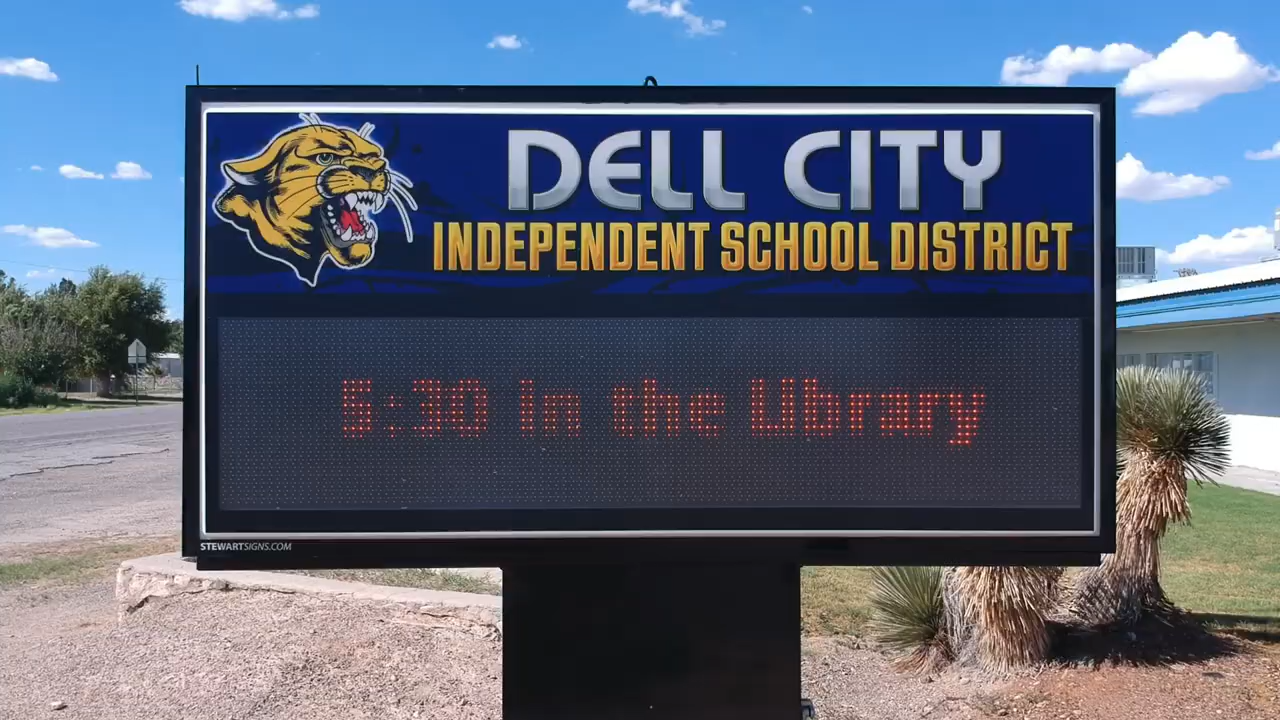 DELL CITY
INDEPENDENT SCHOOL DISTRICT
5:30 in the Library
STEWARTSIGNS.COM